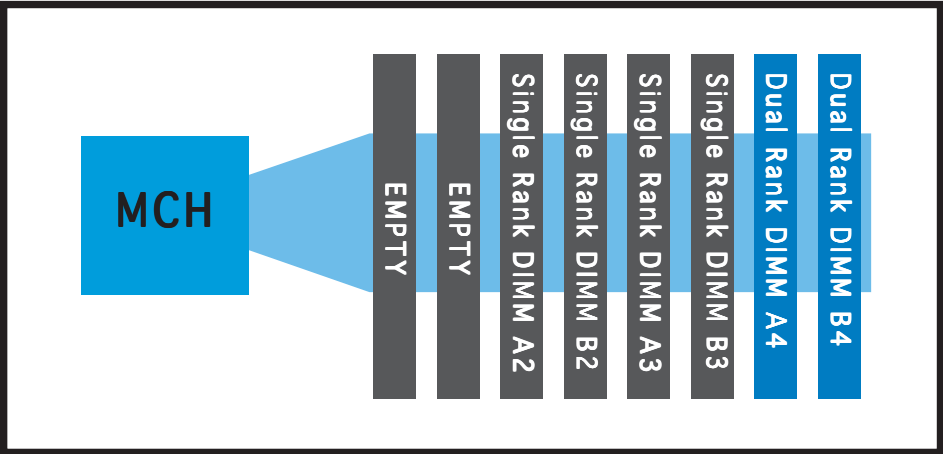 MCH
EMPTY
EMPTY
Single Rank DIMM A2
Single Rank DIMM B2
Single Rank DIMM A3
Single Rank DIMM B3
Dual Rank DIMM A4
Dual Rank DIMM B4